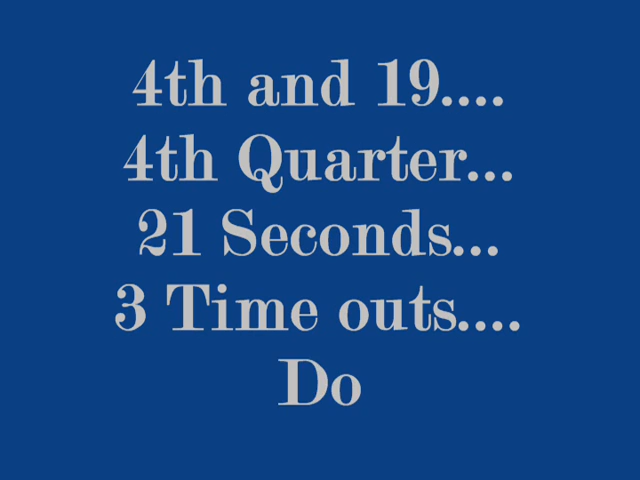 4th and 19....
4th Quarter...
21 Seconds...
3 Time outs....
Do